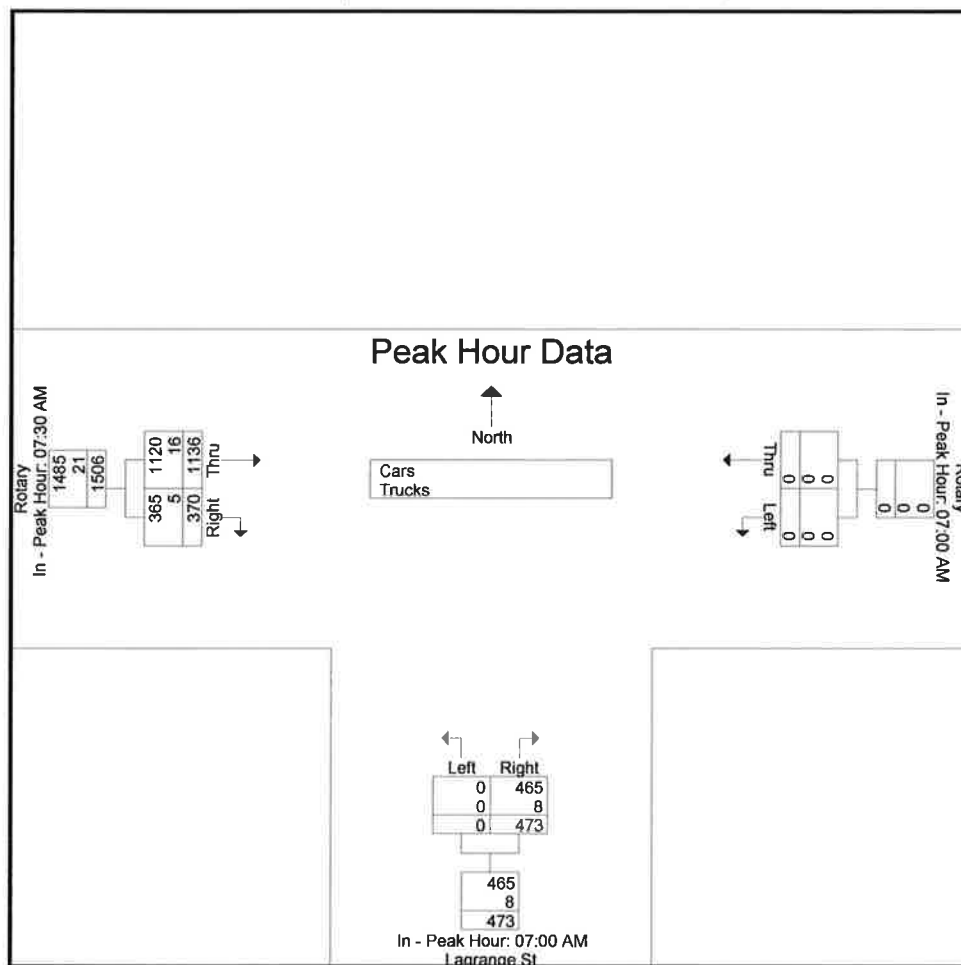 Peak Hour Data
North
Cars
Trucks
Rotary
In - Peak Hour: 07:30 AM
1485
21
1506
1120
16
1136
Thru
365
5
370
Right
Rotary
In - Peak Hour: 07:00 AM
0
0
0
Thru
0
0
0
Left
0
0
0
Left Right
0 465
0 8
0 473
465
8
473
In - Peak Hour: 07:00 AM
Lagrange St